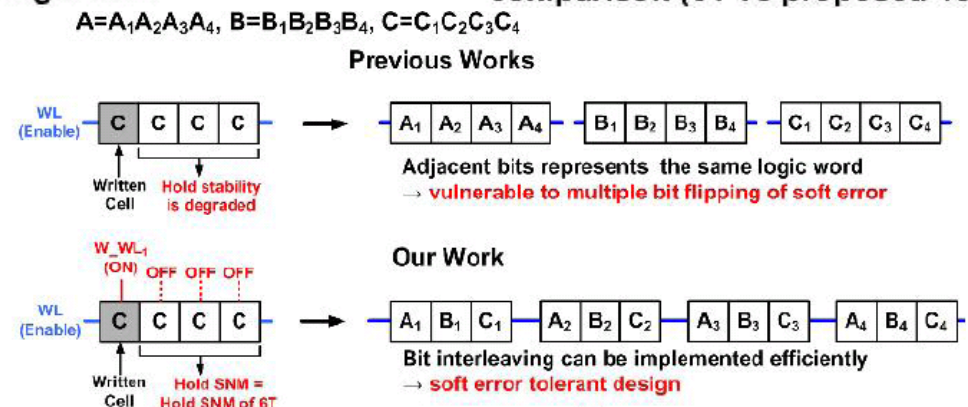 A=A₁A₂A₃A₄, B=B₁B₂B₃B₄, C=C₁C₂C₃C₄
Previous Works
WL
(Enable)
C C C C
A₁ A₂ A₃ A₄ B₁ B₂ B₃ B₄ C₁ C₂ C₃ C₄
Written
Cell
Hold stability
is degraded
Adjacent bits represents the same logic word
→ vulnerable to multiple bit flipping of soft error
W_WL₁
(ON) OFF OFF OFF
Our Work
WL
(Enable)
C C C C
A₁ B₁ C₁ A₂ B₂ C₂ A₃ B₃ C₃ A₄ B₄ C₄
Written
Cell
Hold SNM =
Hold SNM of 6T
Bit interleaving can be implemented efficiently
→ soft error tolerant design